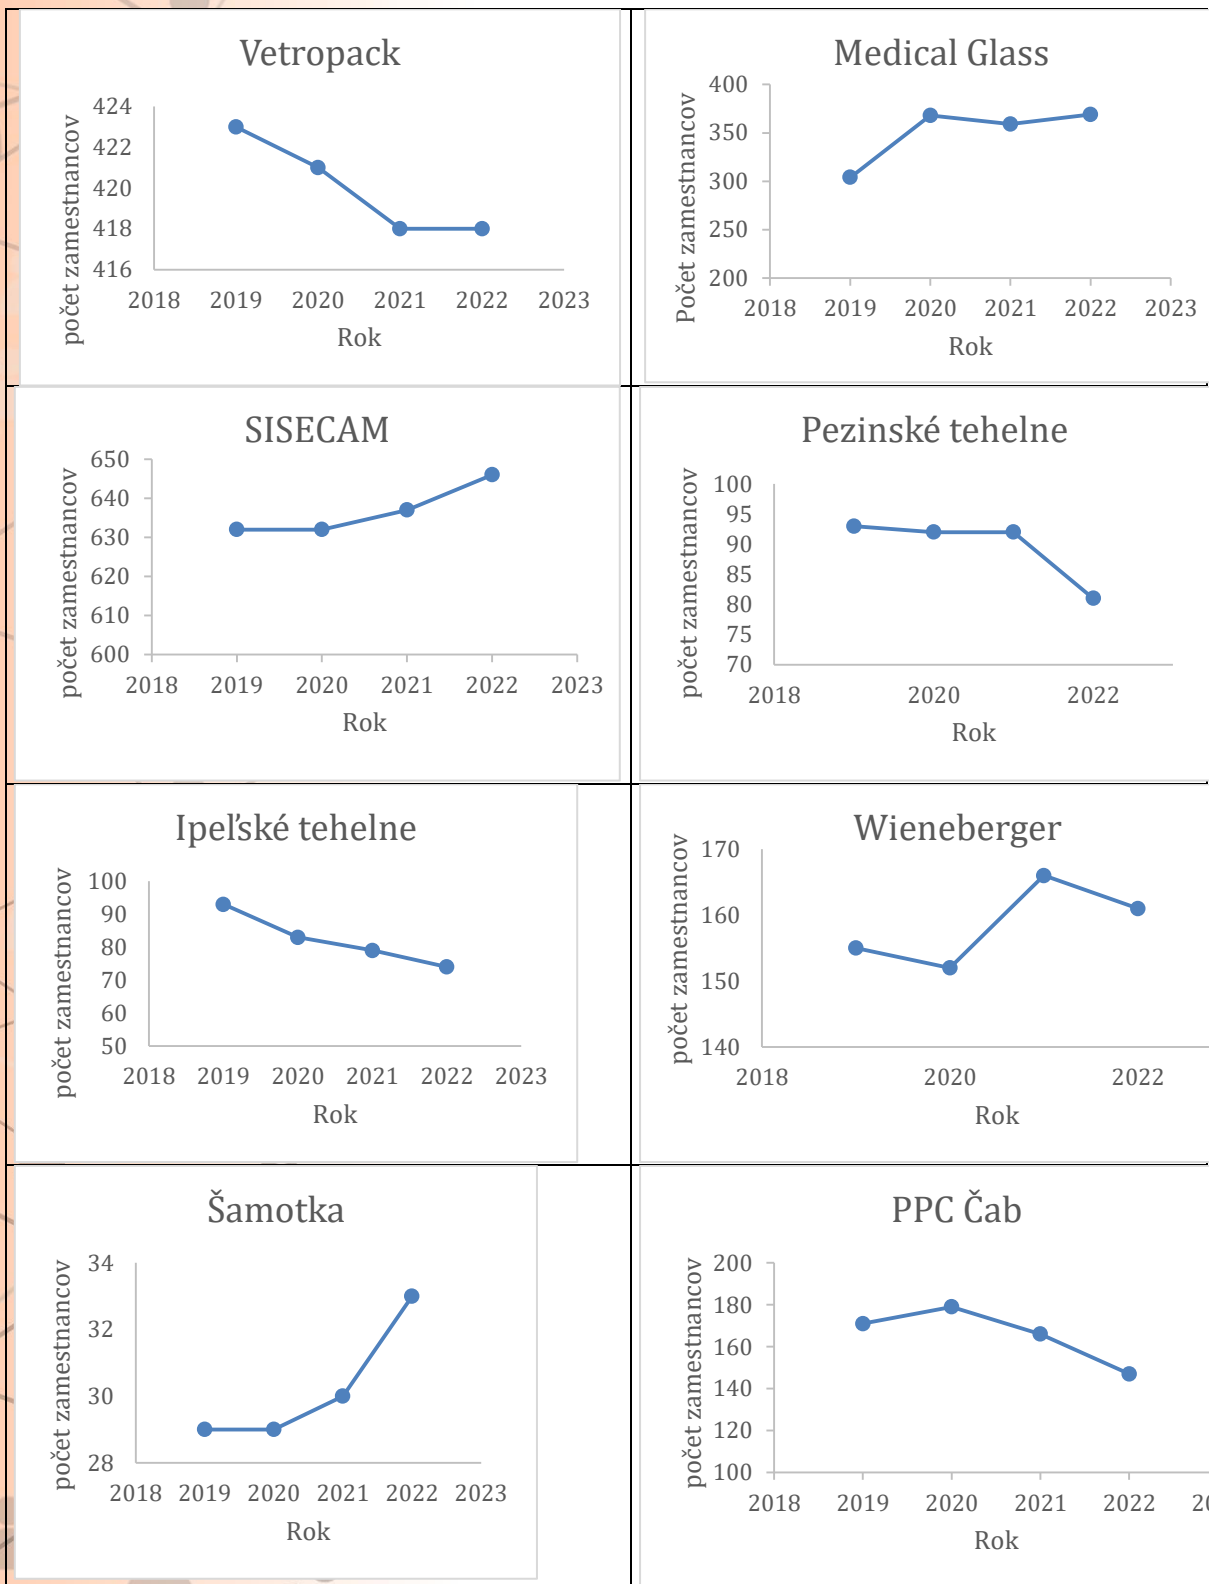 Vetropack
počet zamestnancov
424
422
420
418
416
2018 2019 2020 2021 2022 2023
Rok
Medical Glass
Počet zamestnancov
400
350
300
250
200
2018 2019 2020 2021 2022 2023
Rok
SISECAM
počet zamestnancov
650
640
630
620
610
600
2018 2019 2020 2021 2022 2023
Rok
Pezinské tehelne
počet zamestnancov
100
95
90
85
80
75
70
2018 2020 2022
Rok
Ipeľské tehelne
počet zamestnancov
100
90
80
70
60
50
2018 2019 2020 2021 2022 2023
Rok
Wieneberger
počet zamestnancov
170
160
150
140
2018 2020 2022
Rok
Šamotka
počet zamestnancov
34
32
30
28
2018 2019 2020 2021 2022 2023
Rok
PPC Čab
počet zamestnancov
200
180
160
140
120
100
2018 2019 2020 2021 2022
Rok